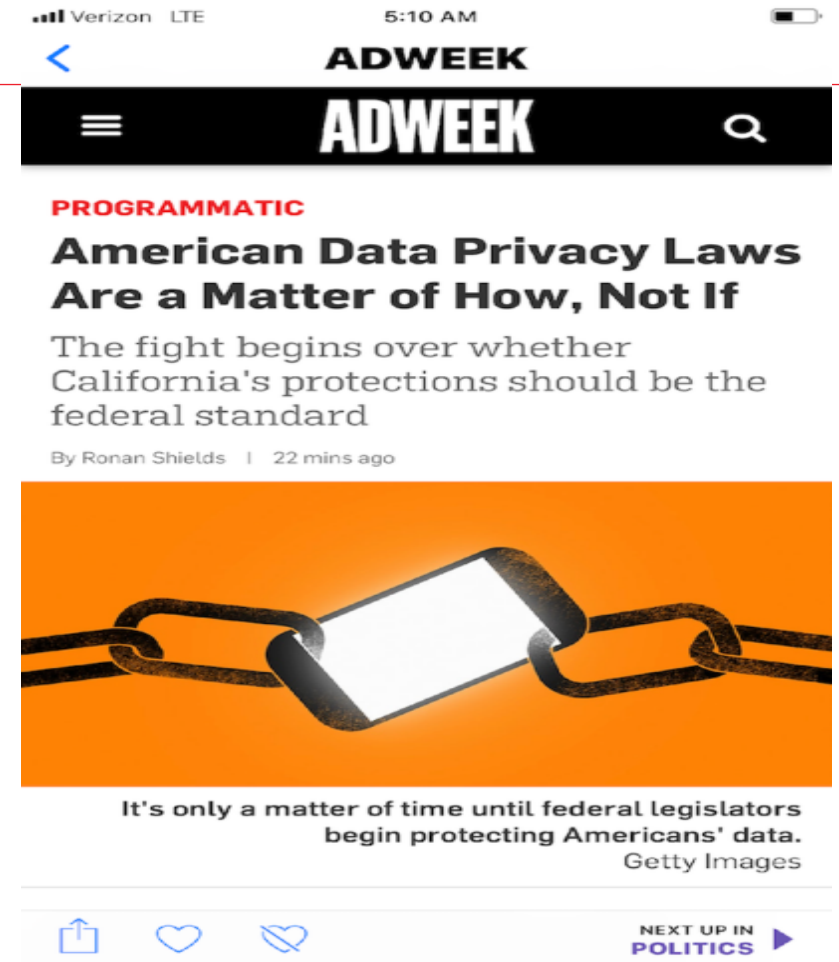 Verizon LTE 5:10 AM
ADWEEK
ADWEEK
PROGRAMMATIC
American Data Privacy Laws
Are a Matter of How, Not If
The fight begins over whether
California's protections should be the
federal standard
By Ronan Shields | 22 mins ago
It's only a matter of time until federal legislators
begin protecting Americans' data.
Getty Images
NEXT UP IN
POLITICS